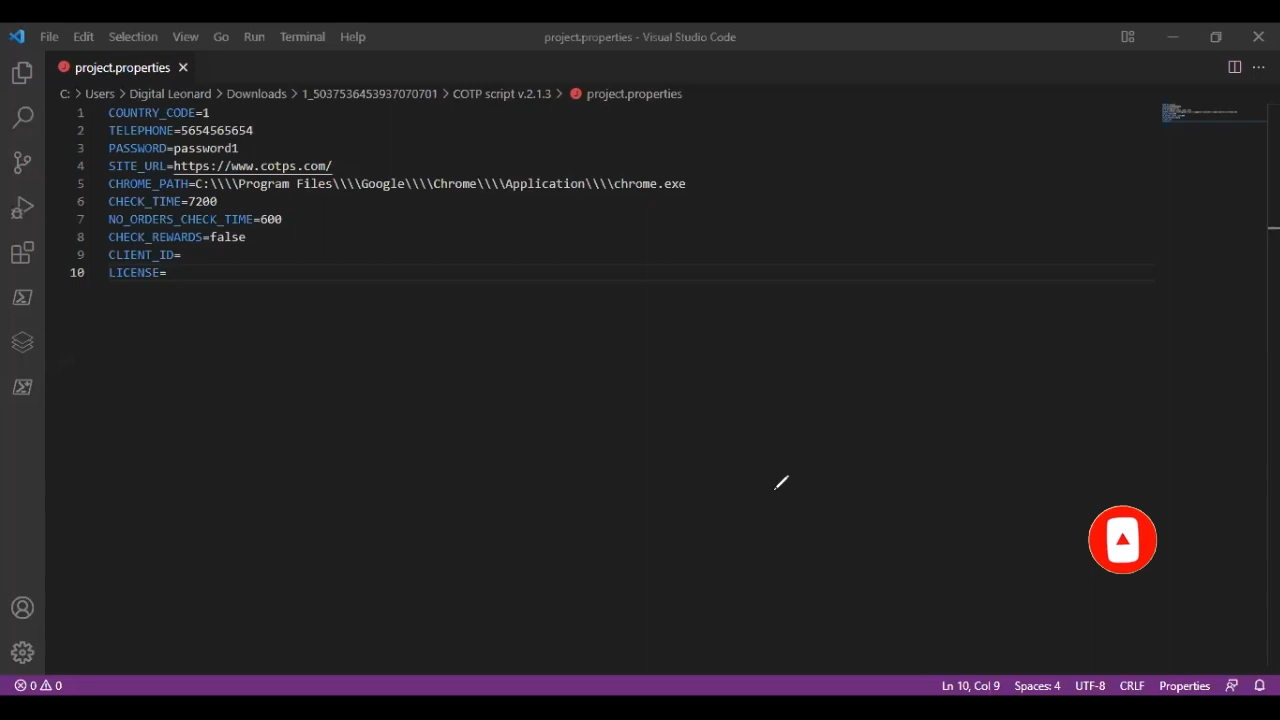 File Edit Selection View Go Run Terminal Help
project.properties - Visual Studio Code
project.properties
C: > Users > Digital Leonard > Downloads > 1_5037536453937070701 > COTP script v.2.1.3 > project.properties
1 COUNTRY_CODE=1
2 TELEPHONE=5654565654
3 PASSWORD=password1
4 SITE_URL=https://www.cotps.com/
5 CHROME_PATH=C:\\\\Program Files\\\\Google\\\\Chrome\\\\Application\\\\chrome.exe
6 CHECK_TIME=7200
7 NO_ORDERS_CHECK_TIME=600
8 CHECK_REWARDS=false
9 CLIENT_ID=
10 LICENSE=
0 0 Ln 10, Col 9 Spaces: 4 UTF-8 CRLF Properties